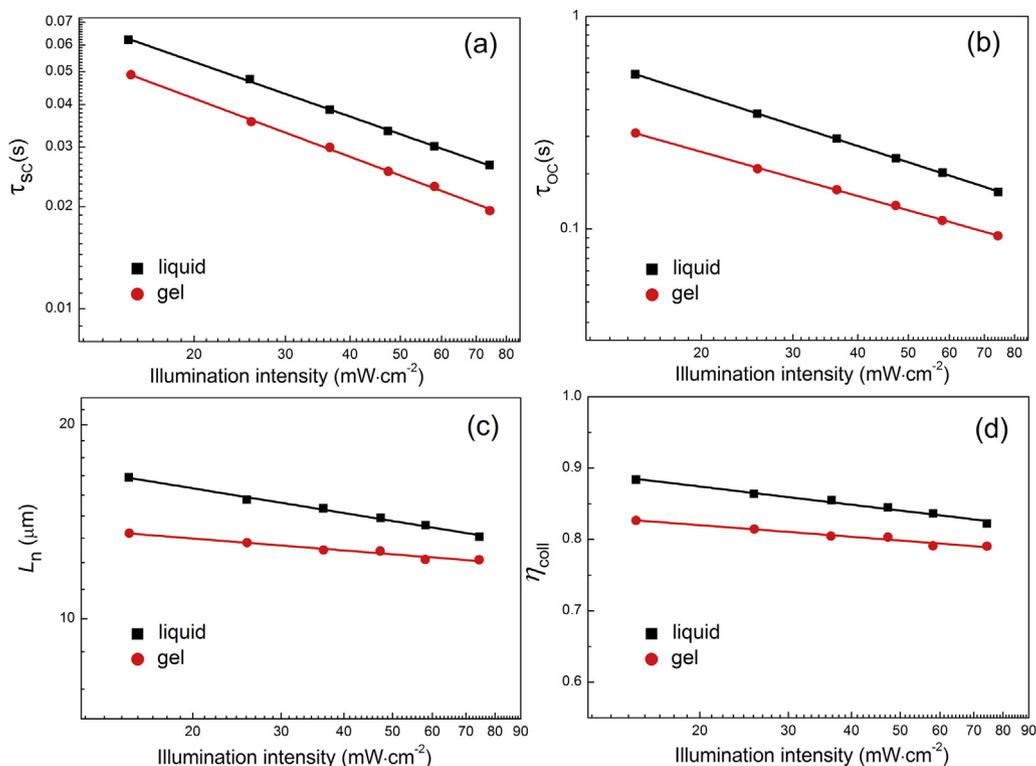 (a)
0.07
0.06
0.05
0.04
0.03
0.02
0.01
τSC(s)
liquid
gel
20 30 40 50 60 70 80
Illumination intensity (mW·cm-2)
(b)
1
0.1
τOC(s)
liquid
gel
20 30 40 50 60 70 80
Illumination intensity (mW·cm-2)
(c)
20
10
Ln (μm)
liquid
gel
20 30 40 50 60 70 80 90
Illumination intensity (mW·cm-2)
(d)
1.0
0.9
0.8
0.7
0.6
ηcoll
liquid
gel
20 30 40 50 60 70 80 90
Illumination intensity (mW·cm-2)